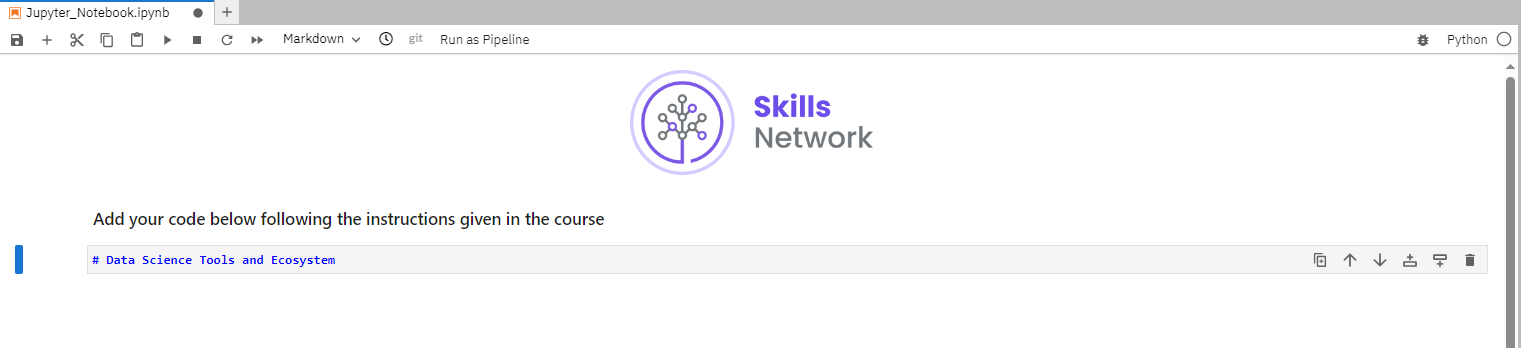 Jupyter_Notebook.ipynb
Markdown git Run as Pipeline Python
Skills
Network
Add your code below following the instructions given in the course
# Data Science Tools and Ecosystem